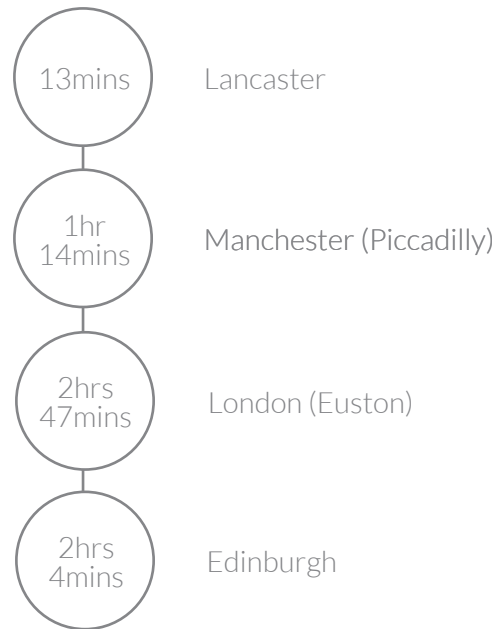 13mins
Lancaster
1hr
14mins
Manchester (Piccadilly)
2hrs
47mins
London (Euston)
2hrs
4mins
Edinburgh